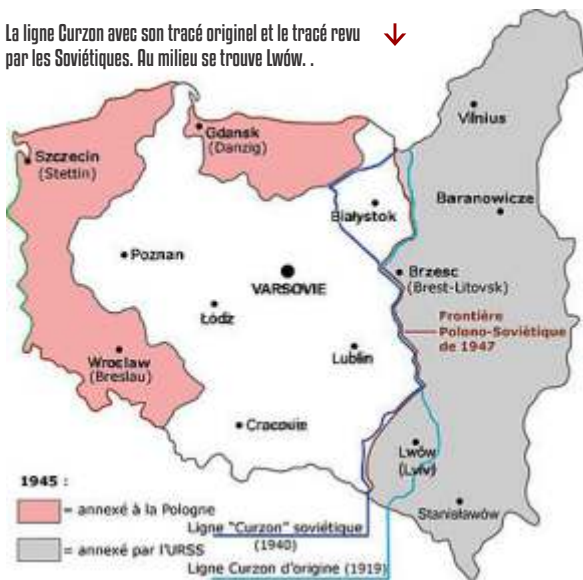 La ligne Curzon avec son tracé originel et le tracé revu
par les Soviétiques. Au milieu se trouve Lwów. .
Vilnius
Gdansk
(Danzig)
Szczecin
(Stettin)
Baranowicze
Białystok
Poznan
VARSOVIE
Brzesc
(Brest-Litovsk)
Łódz
Frontière
Polono-Soviétique
de 1947
Wroclaw
(Breslau)
Lublin
Cracovie
Lwów
(Lviv)
1945 :
= annexé à la Pologne
Stanisławów
Ligne "Curzon" soviétique
(1940)
= annexé par l'URSS
Ligne Curzon d'origine (1919)